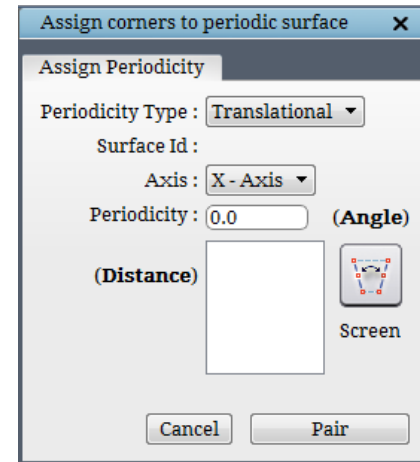 Assign corners to periodic surface x
Assign Periodicity
Periodicity Type : Translational
Surface Id :
Axis : X - Axis
Periodicity : 0.0 (Angle)
(Distance)
Screen
Cancel Pair